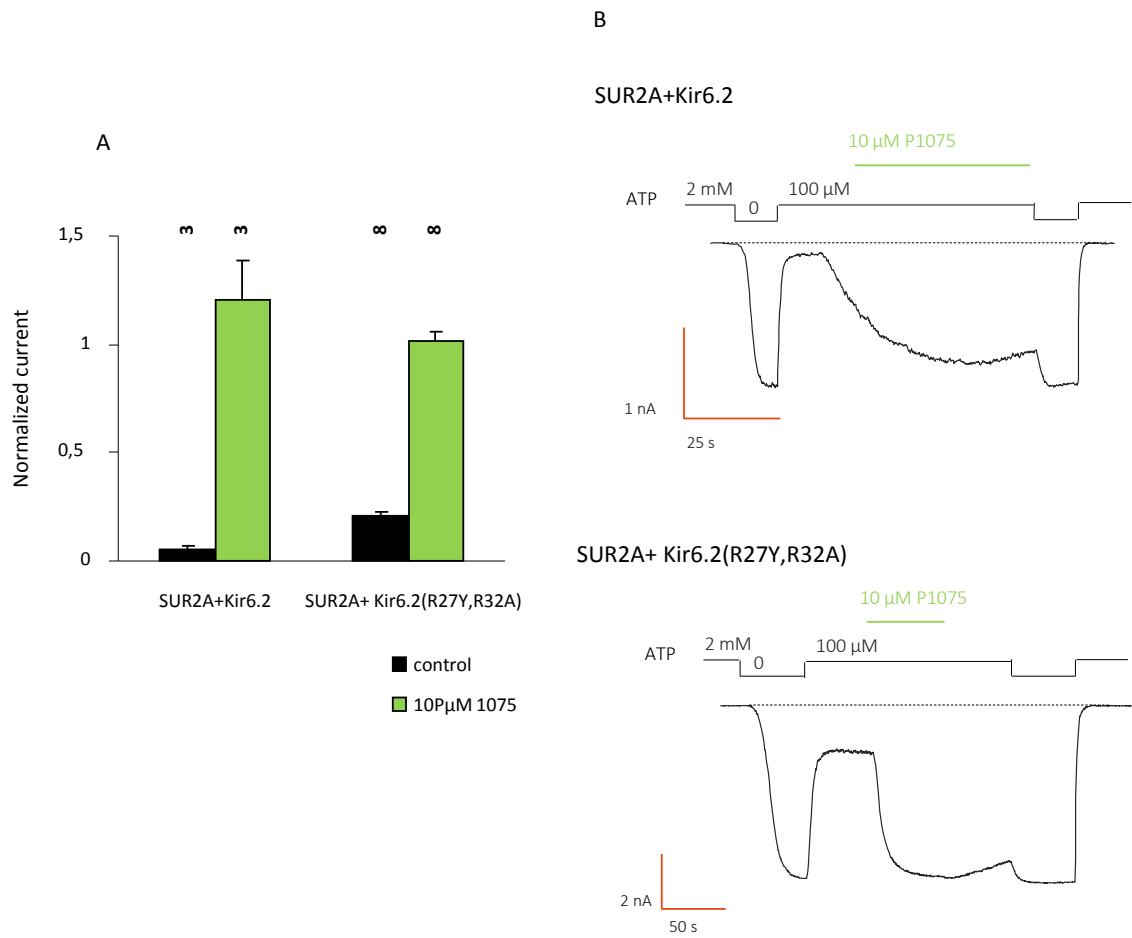 A
3 3 8 8
1,5
1
0,5
0
Normalized current
SUR2A+Kir6.2
SUR2A+ Kir6.2(R27Y,R32A)
control
10PµM 1075
B
SUR2A+Kir6.2
10 µM P1075
ATP 2 mM 0 100 µM
1 nA
25 s
SUR2A+ Kir6.2(R27Y,R32A)
10 µM P1075
ATP 2 mM 0 100 µM
2 nA
50 s